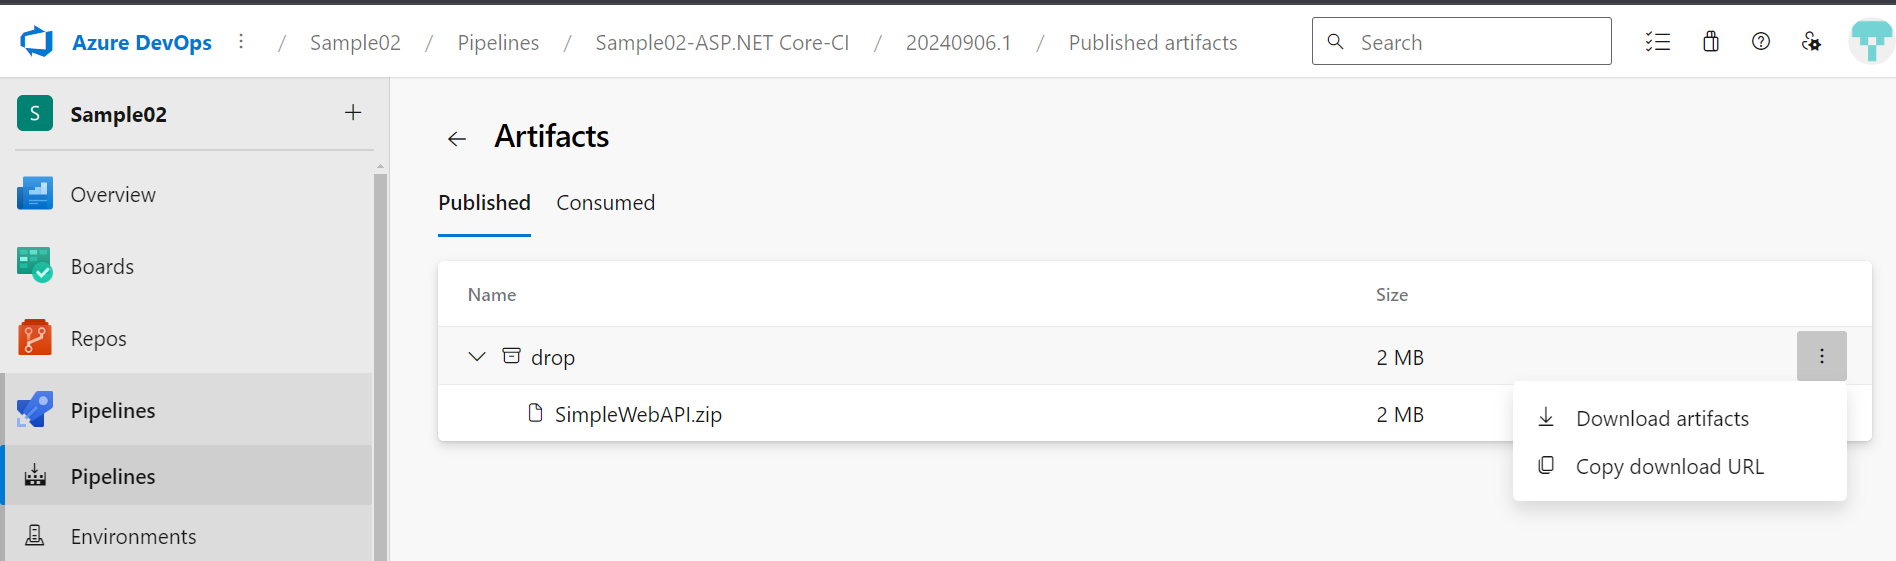 Azure DevOps / Sample02 / Pipelines / Sample02-ASP.NET Core-CI / 20240906.1 / Published artifacts Search
S Sample02 +
Overview
Boards
Repos
Pipelines
Pipelines
Environments
Artifacts
Published Consumed
Name Size
drop 2 MB
SimpleWebAPI.zip 2 MB
Download artifacts
Copy download URL